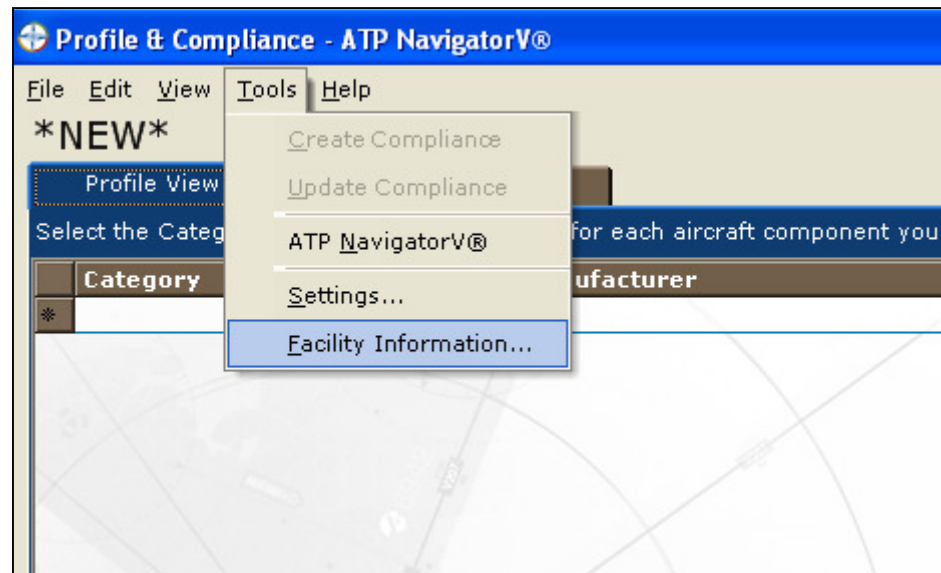 Profile & Compliance - ATP NavigatorV®
File Edit View Tools Help
*NEW*
Create Compliance
Update Compliance
ATP NavigatorV®
Settings...
Facility Information...
Profile View
Select the Categ for each aircraft component you
Category ufacturer
*